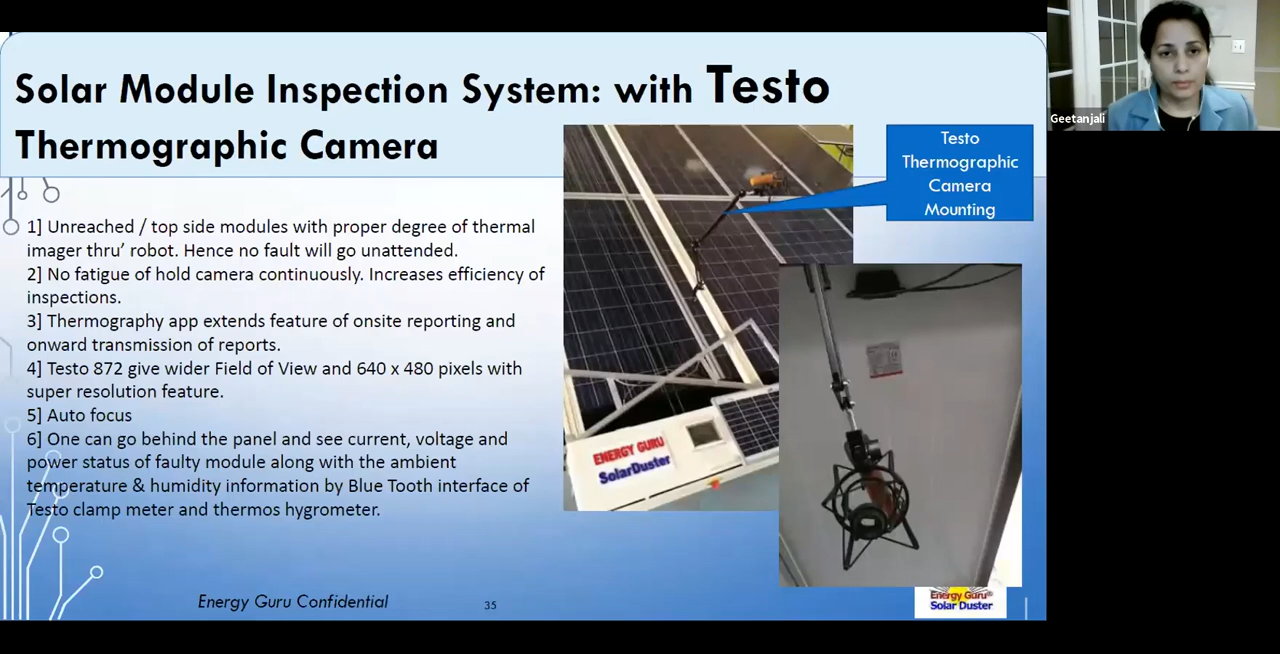 Solar Module Inspection System: with Testo
Thermographic Camera
Geetanjali
Testo
Thermographic
Camera
Mounting
1] Unreached / top side modules with proper degree of thermal
imager thru’ robot. Hence no fault will go unattended.
2] No fatigue of hold camera continuously. Increases efficiency of
inspections.
3] Thermography app extends feature of onsite reporting and
onward transmission of reports.
4] Testo 872 give wider Field of View and 640 x 480 pixels with
super resolution feature.
5] Auto focus
6] One can go behind the panel and see current, voltage and
power status of faulty module along with the ambient
temperature & humidity information by Blue Tooth interface of
Testo clamp meter and thermos hygrometer.
ENERGY GURU
SolarDuster
Energy Guru Confidential
35
Energy Guru®
Solar Duster